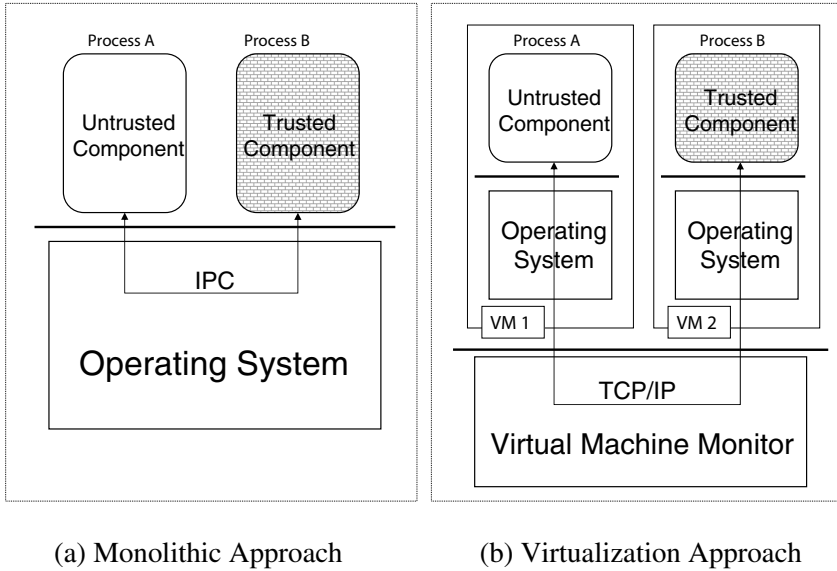 Process A
Process B
Untrusted
Component
Trusted
Component
IPC
Operating System
(a) Monolithic Approach
Process A
Process B
Untrusted
Component
Trusted
Component
Operating
System
Operating
System
VM 1
VM 2
TCP/IP
Virtual Machine Monitor
(b) Virtualization Approach